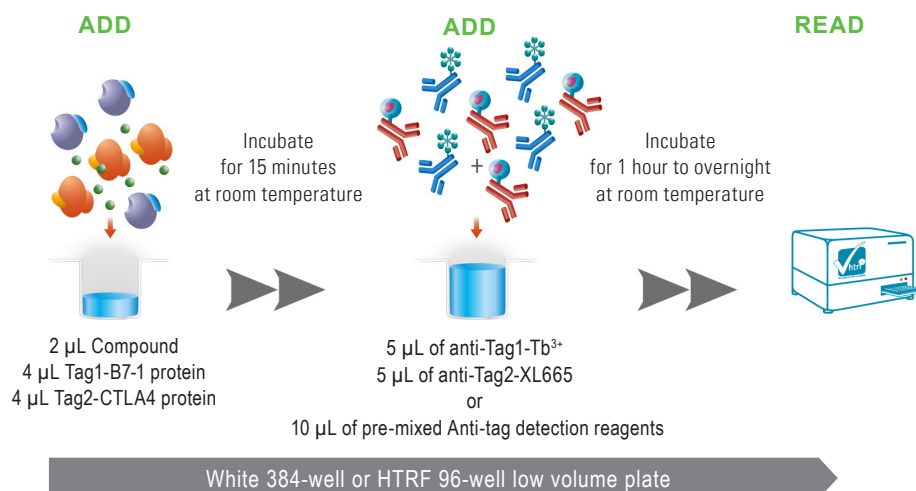 ADD
ADD
READ
Incubate
for 15 minutes
at room temperature
+
Incubate
for 1 hour to overnight
at room temperature
htrf
2 µL Compound
4 µL Tag1-B7-1 protein
4 µL Tag2-CTLA4 protein
5 µL of anti-Tag1-Tb³⁺
5 µL of anti-Tag2-XL665
or
10 µL of pre-mixed Anti-tag detection reagents
White 384-well or HTRF 96-well low volume plate